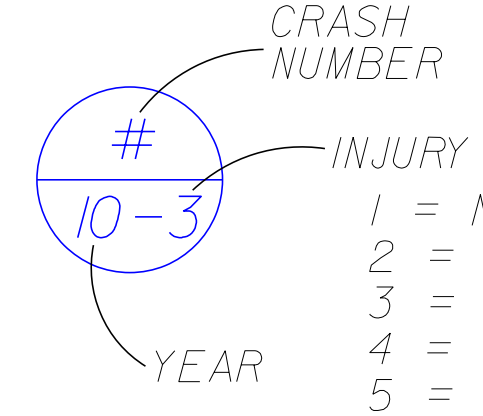 CRASH
NUMBER
#
INJURY
10-3
1 =
2 =
3 =
4 =
5 =
YEAR